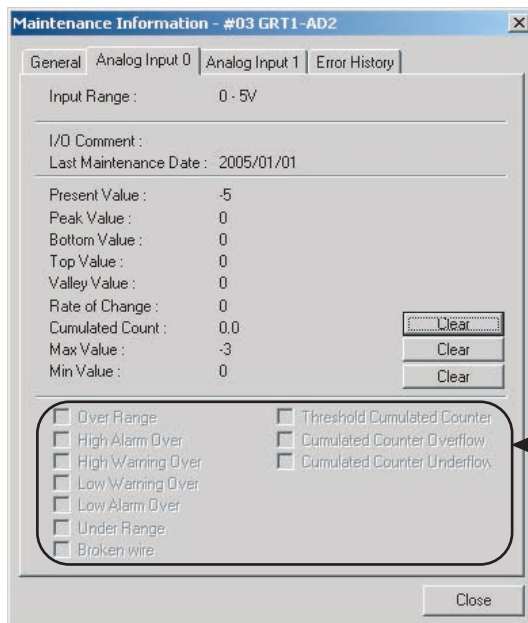 Maintenance Information - #03 GRT1-AD2
General Analog Input 0 Analog Input 1 Error History
Input Range : 0 - 5V
I/O Comment :
Last Maintenance Date : 2005/01/01
Present Value : -5
Peak Value : 0
Bottom Value : 0
Top Value : 0
Valley Value : 0
Rate of Change : 0
Cumulated Count : 0.0 Clear
Max Value : -3 Clear
Min Value : 0 Clear
Over Range Threshold Cumulated Counter
High Alarm Over Cumulated Counter Overflow
High Warning Over Cumulated Counter Underflow
Low Warning Over
Low Alarm Over
Under Range
Broken wire
Close